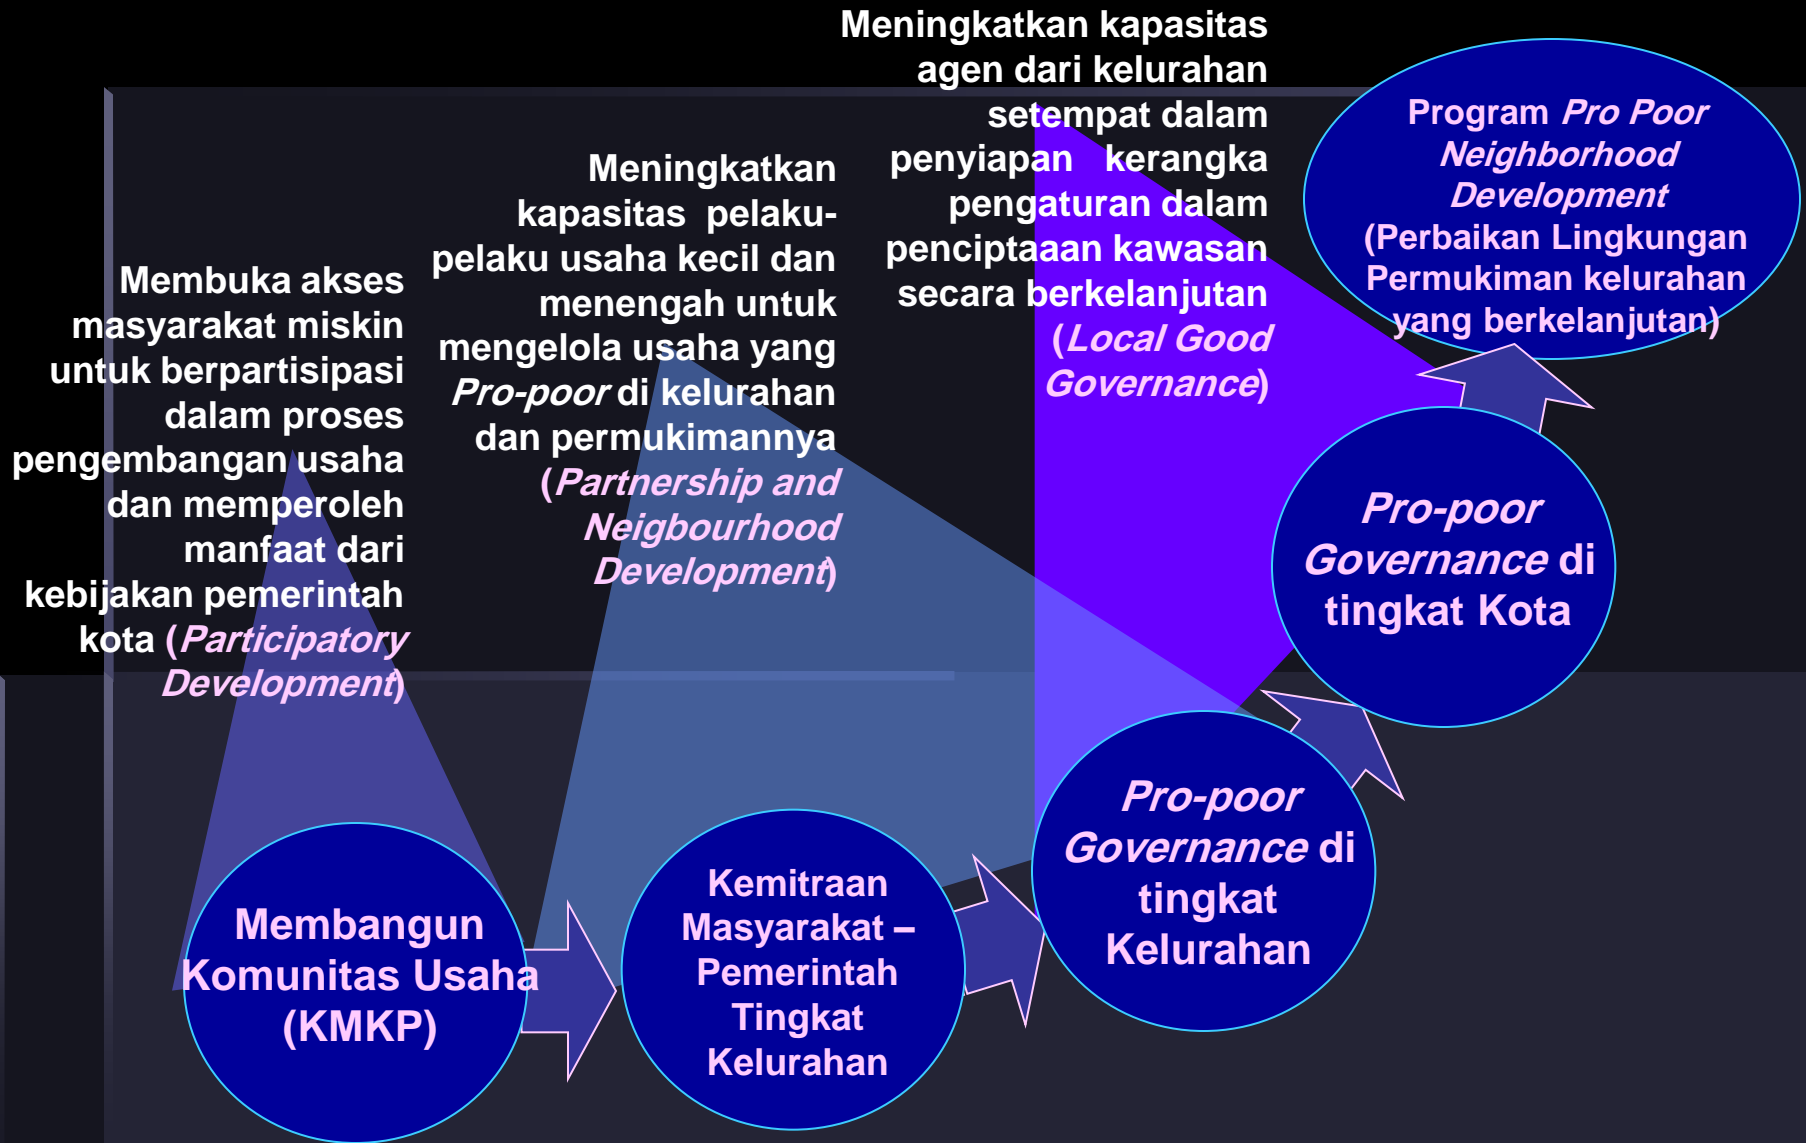 Membuka akses
masyarakat miskin
untuk berpartisipasi
dalam proses
pengembangan usaha
dan memperoleh
manfaat dari
kebijakan pemerintah
kota (Participatory
Development)
Meningkatkan
kapasitas pelaku-
pelaku usaha kecil dan
menengah untuk
mengelola usaha yang
Pro-poor di kelurahan
dan permukimannya
(Partnership and
Neigbourhood
Development)
Meningkatkan kapasitas
agen dari kelurahan
setempat dalam
penyiapan kerangka
pengaturan dalam
penciptaaan kawasan
secara berkelanjutan
(Local Good
Governance)
Program Pro Poor
Neighborhood
Development
(Perbaikan Lingkungan
Permukiman kelurahan
yang berkelanjutan)
Membangun
Komunitas Usaha
(KMKP)
Kemitraan
Masyarakat –
Pemerintah
Tingkat
Kelurahan
Pro-poor
Governance di
tingkat
Kelurahan
Pro-poor
Governance di
tingkat Kota